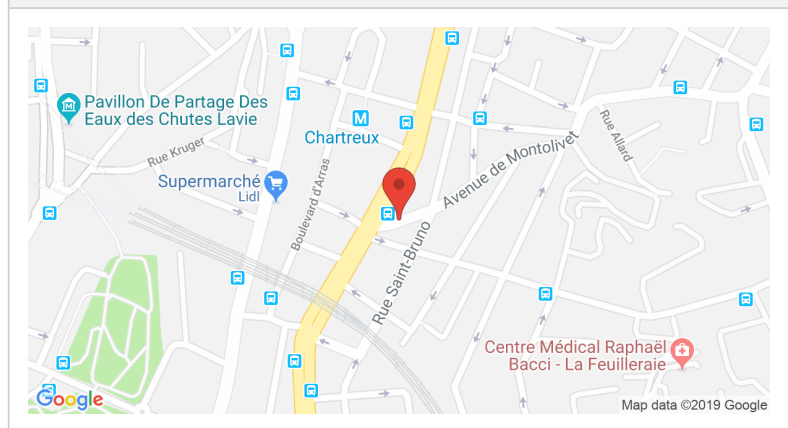 Pavillon De Partage Des
Eaux des Chutes Lavie
M
Chartreux
Rue Kruger
Supermarché
Lidl
Boulevard d'Arras
Avenue de Montolivet
Rue Allard
Rue Saint-Bruno
Centre Médical Raphaël
Bacci - La Feuilleraie
Google
Map data ©2019 Google